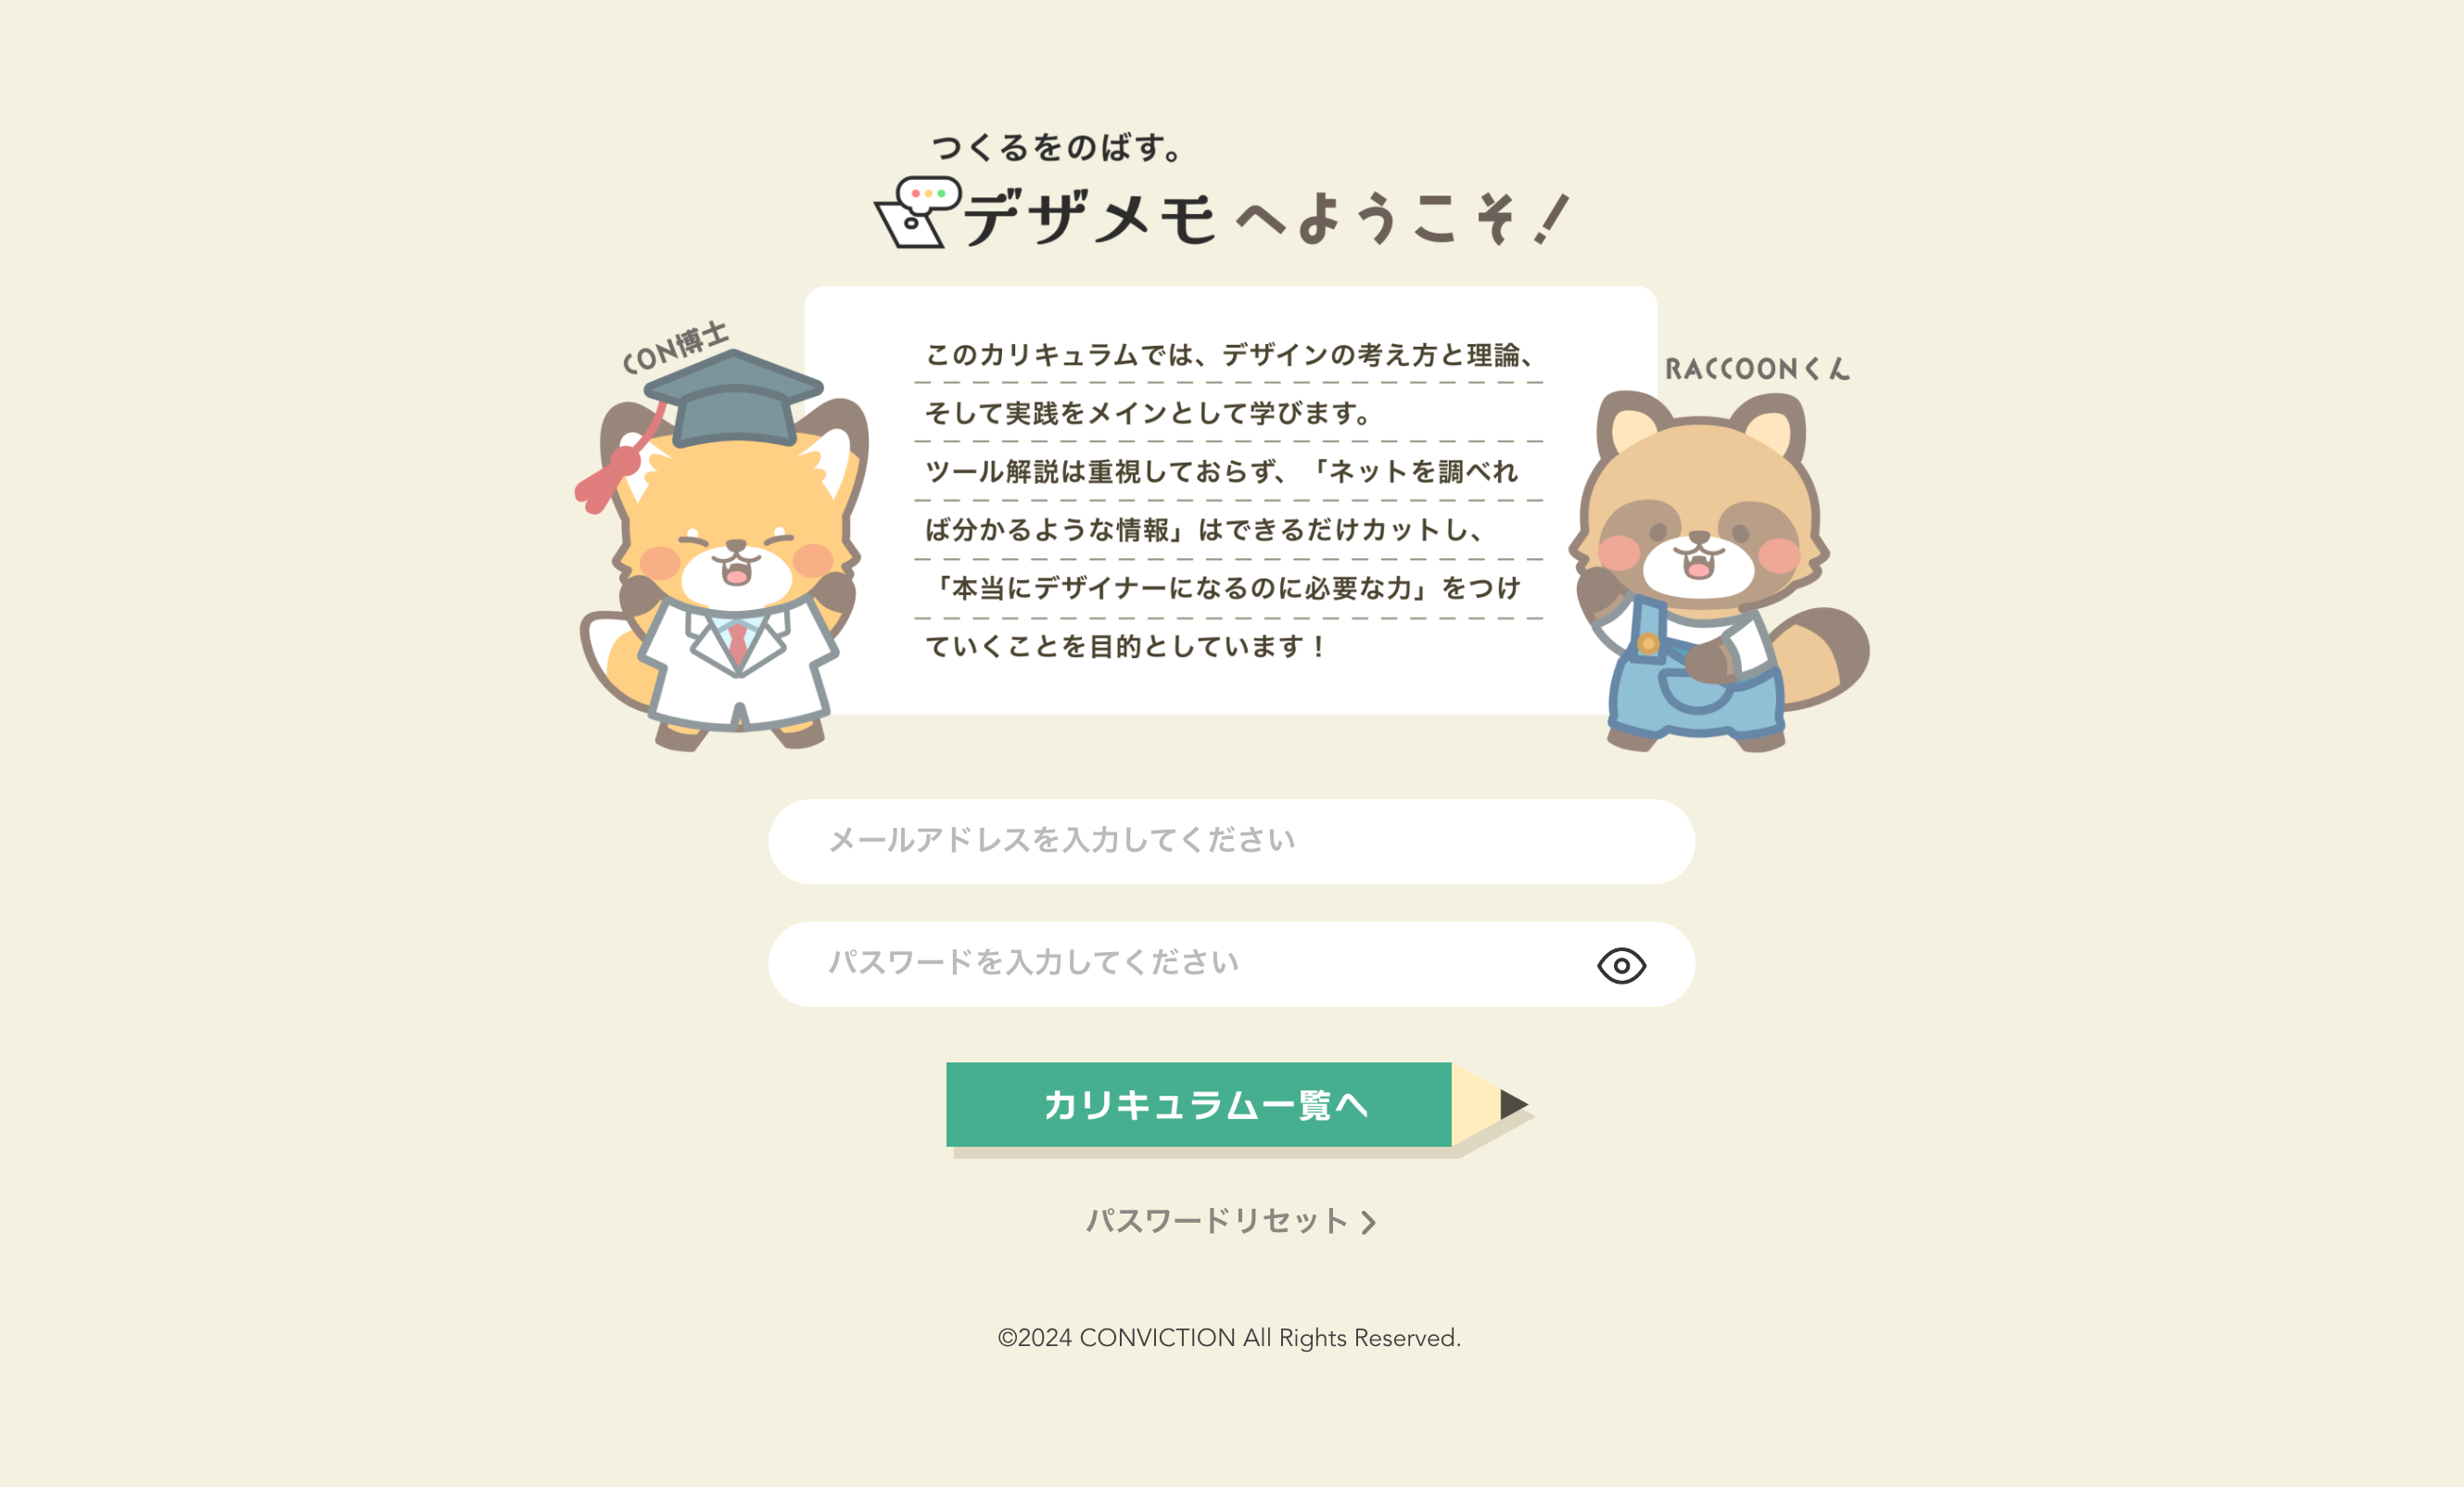 つくるをのばす。
デザメモへようこそ！
CON博士
RACCOONくん
このカリキュラムでは、デザインの考え方と理論、
そして実践をメインとして学びます。
ツール解説は重視しておらず、「ネットを調べれ
ば分かるような情報」はできるだけカットし、
「本当にデザイナーになるのに必要な力」をつけ
ていくことを目的としています！
メールアドレスを入力してください
パスワードを入力してください
カリキュラム一覧へ
パスワードリセット
©2024 CONVICTION All Rights Reserved.